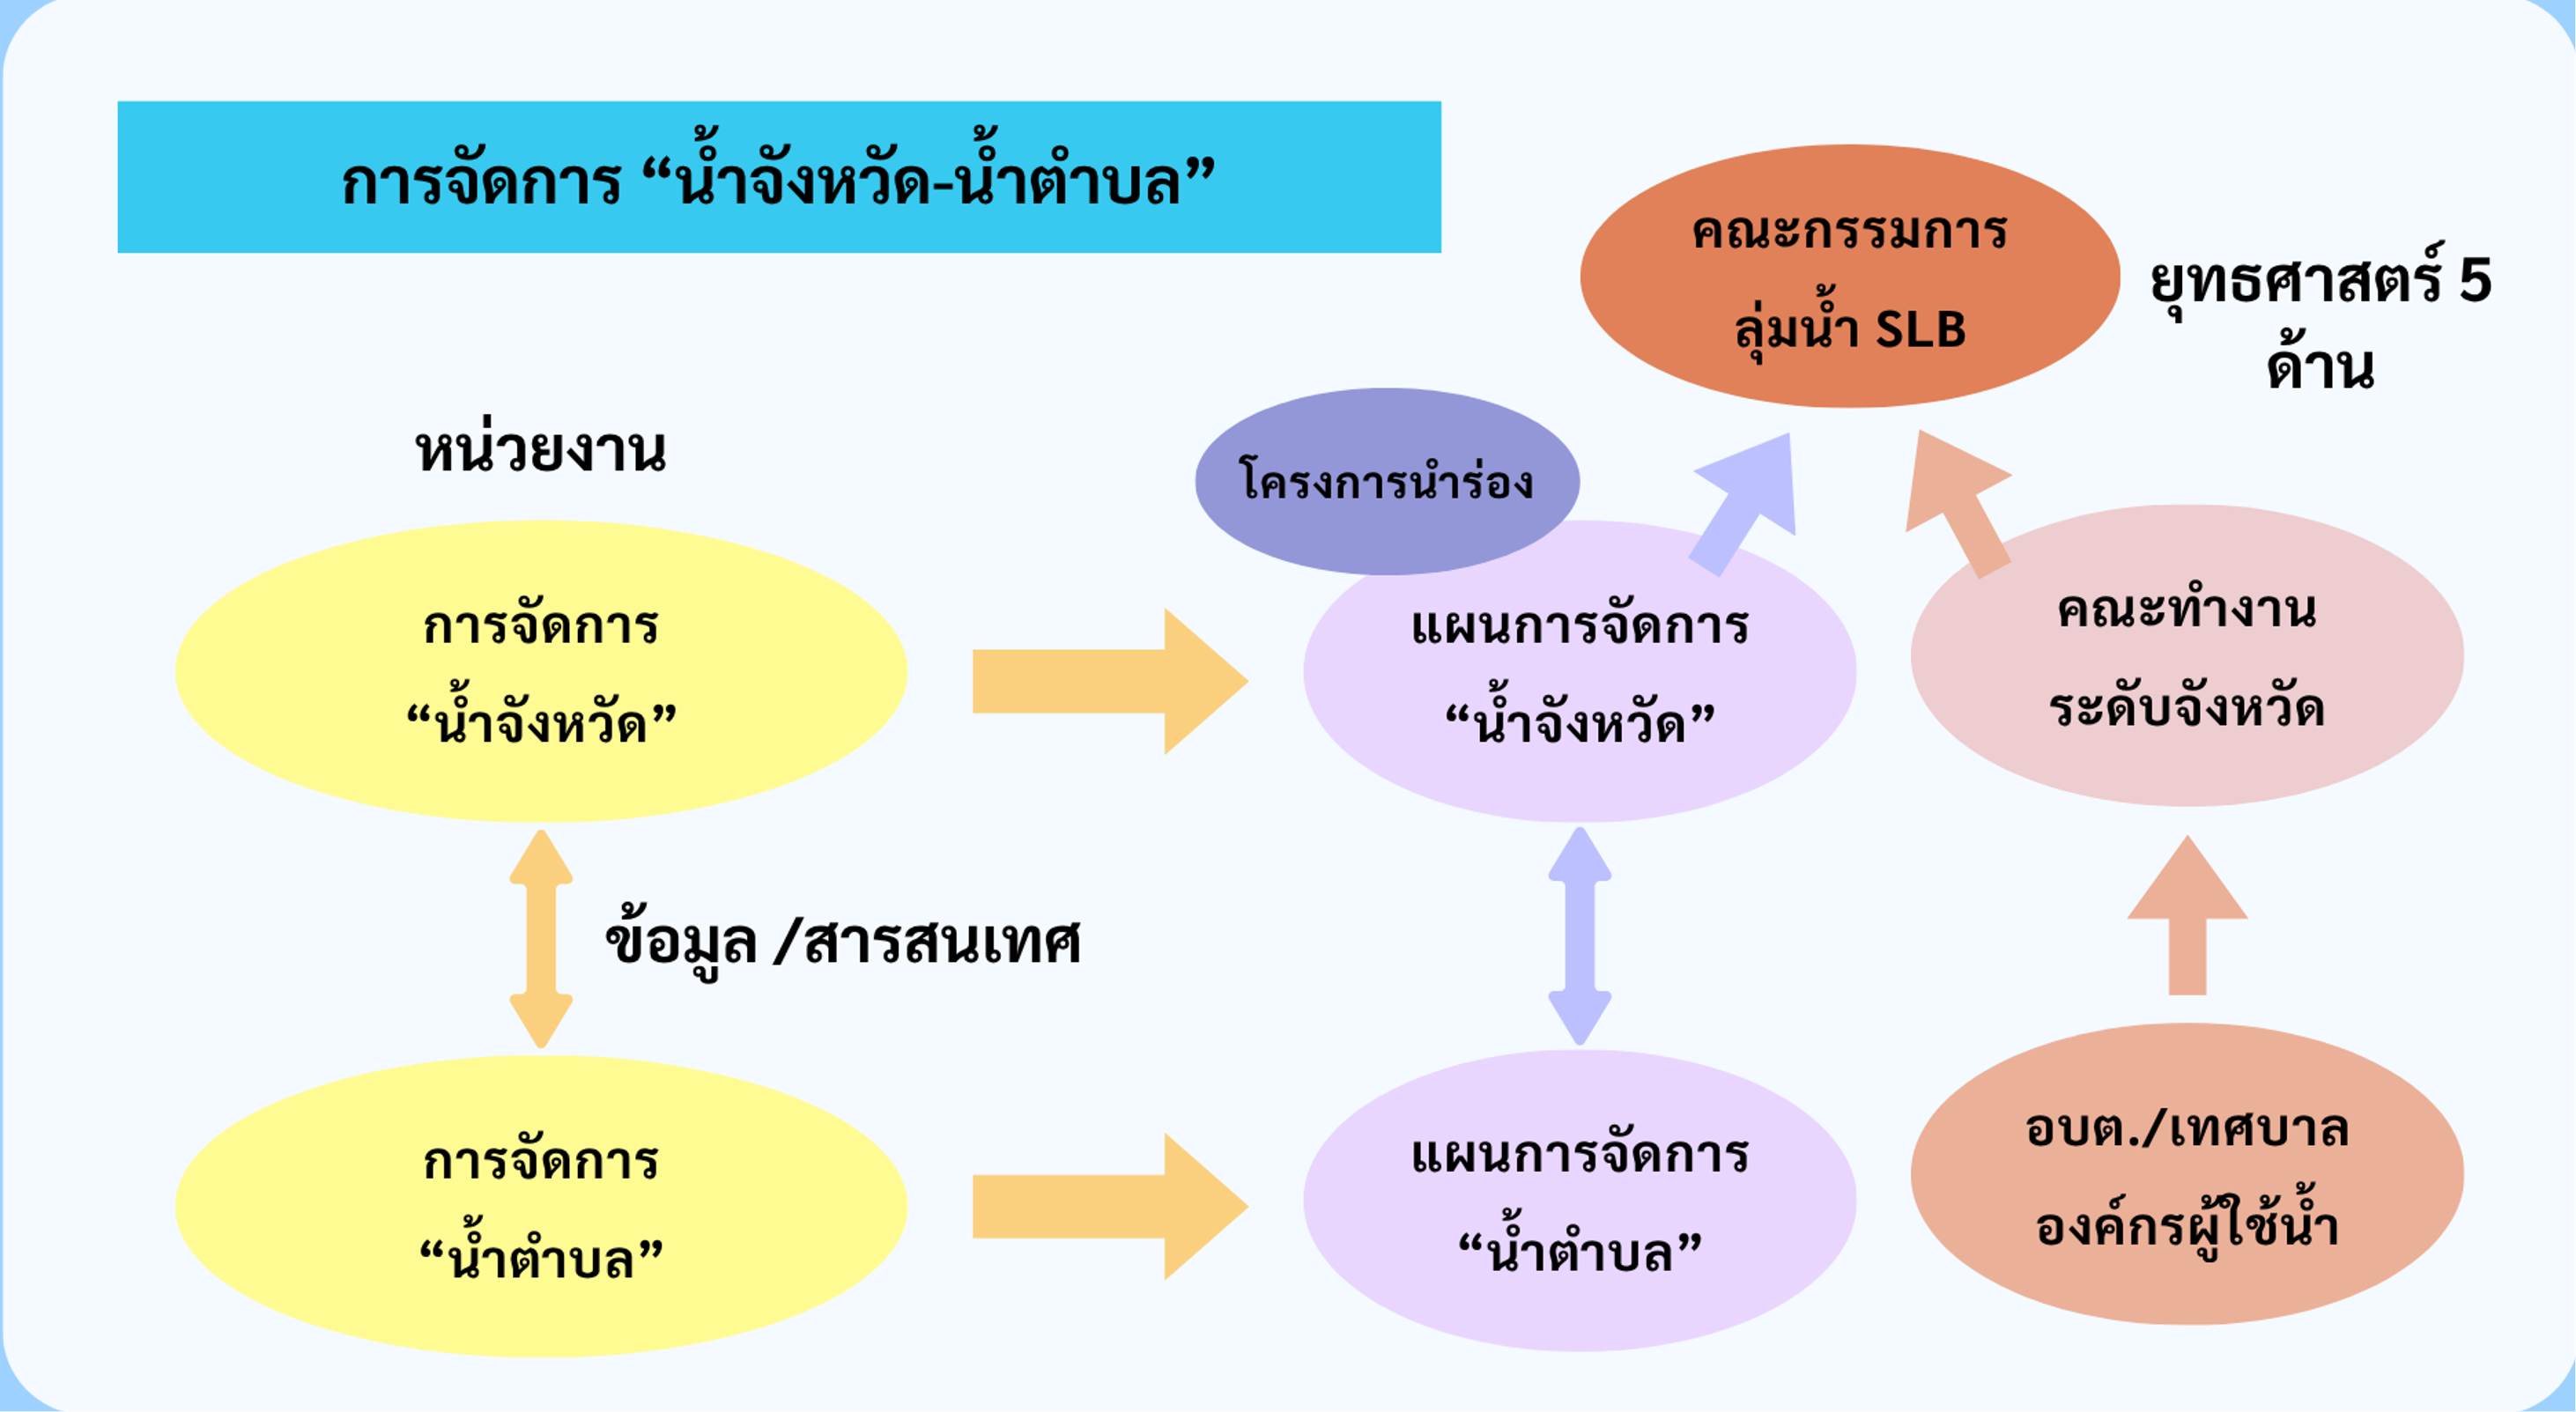 การจัดการ “น้ำจังหวัด-น้ำตำบล”
คณะกรรมการ
ลุ่มน้ำ SLB
ยุทธศาสตร์ 5
ด้าน
หน่วยงาน
โครงการนำร่อง
การจัดการ
“น้ำจังหวัด”
แผนการจัดการ
“น้ำจังหวัด”
คณะทำงาน
ระดับจังหวัด
ข้อมูล /สารสนเทศ
การจัดการ
“น้ำตำบล”
แผนการจัดการ
“น้ำตำบล”
อบต./เทศบาล
องค์กรผู้ใช้น้ำ